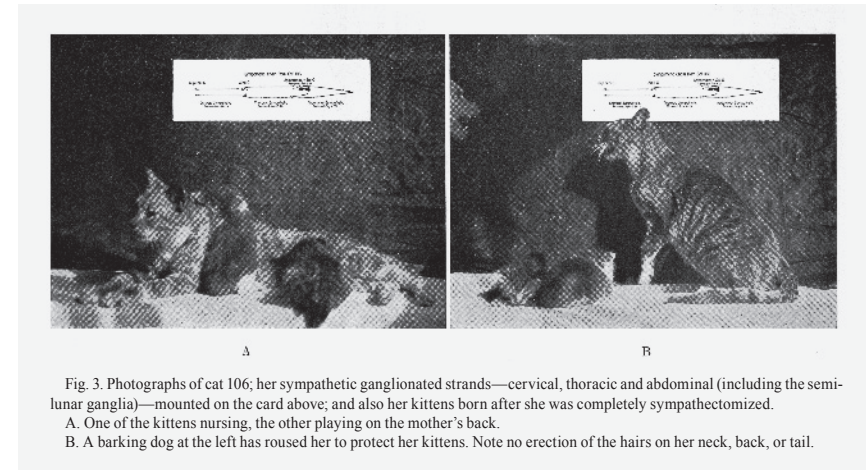 A
B
Fig. 3. Photographs of cat 106; her sympathetic ganglionated strands—cervical, thoracic and abdominal (including the semi-
lunar ganglia)—mounted on the card above; and also her kittens born after she was completely sympathectomized.
A. One of the kittens nursing, the other playing on the mother's back.
B. A barking dog at the left has roused her to protect her kittens. Note no erection of the hairs on her neck, back, or tail.